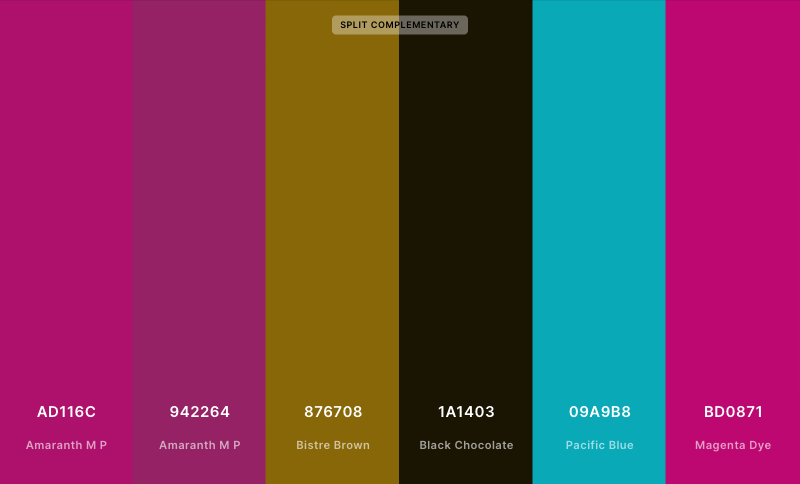 SPLIT COMPLEMENTARY
AD116C
Amaranth M P
942264
Amaranth M P
876708
Bistre Brown
1A1403
Black Chocolate
09A9B8
Pacific Blue
BD0871
Magenta Dye